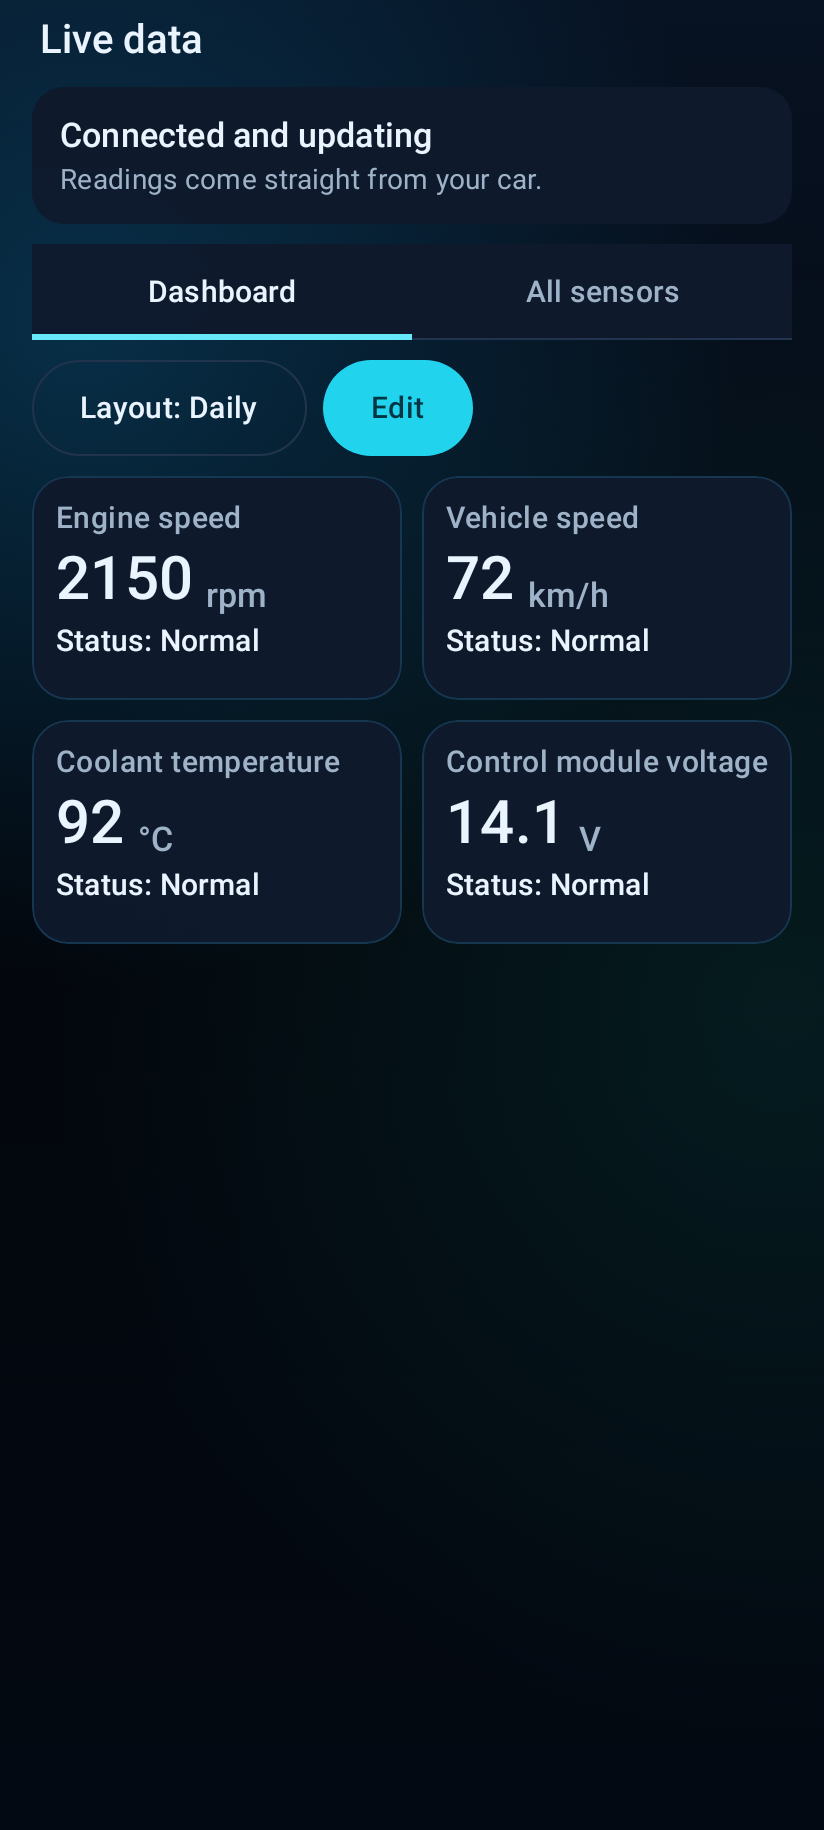 Live data
Connected and updating
Readings come straight from your car.
Dashboard
All sensors
Layout: Daily
Edit
Engine speed
2150 rpm
Status: Normal
Vehicle speed
72 km/h
Status: Normal
Coolant temperature
92 °C
Status: Normal
Control module voltage
14.1 V
Status: Normal